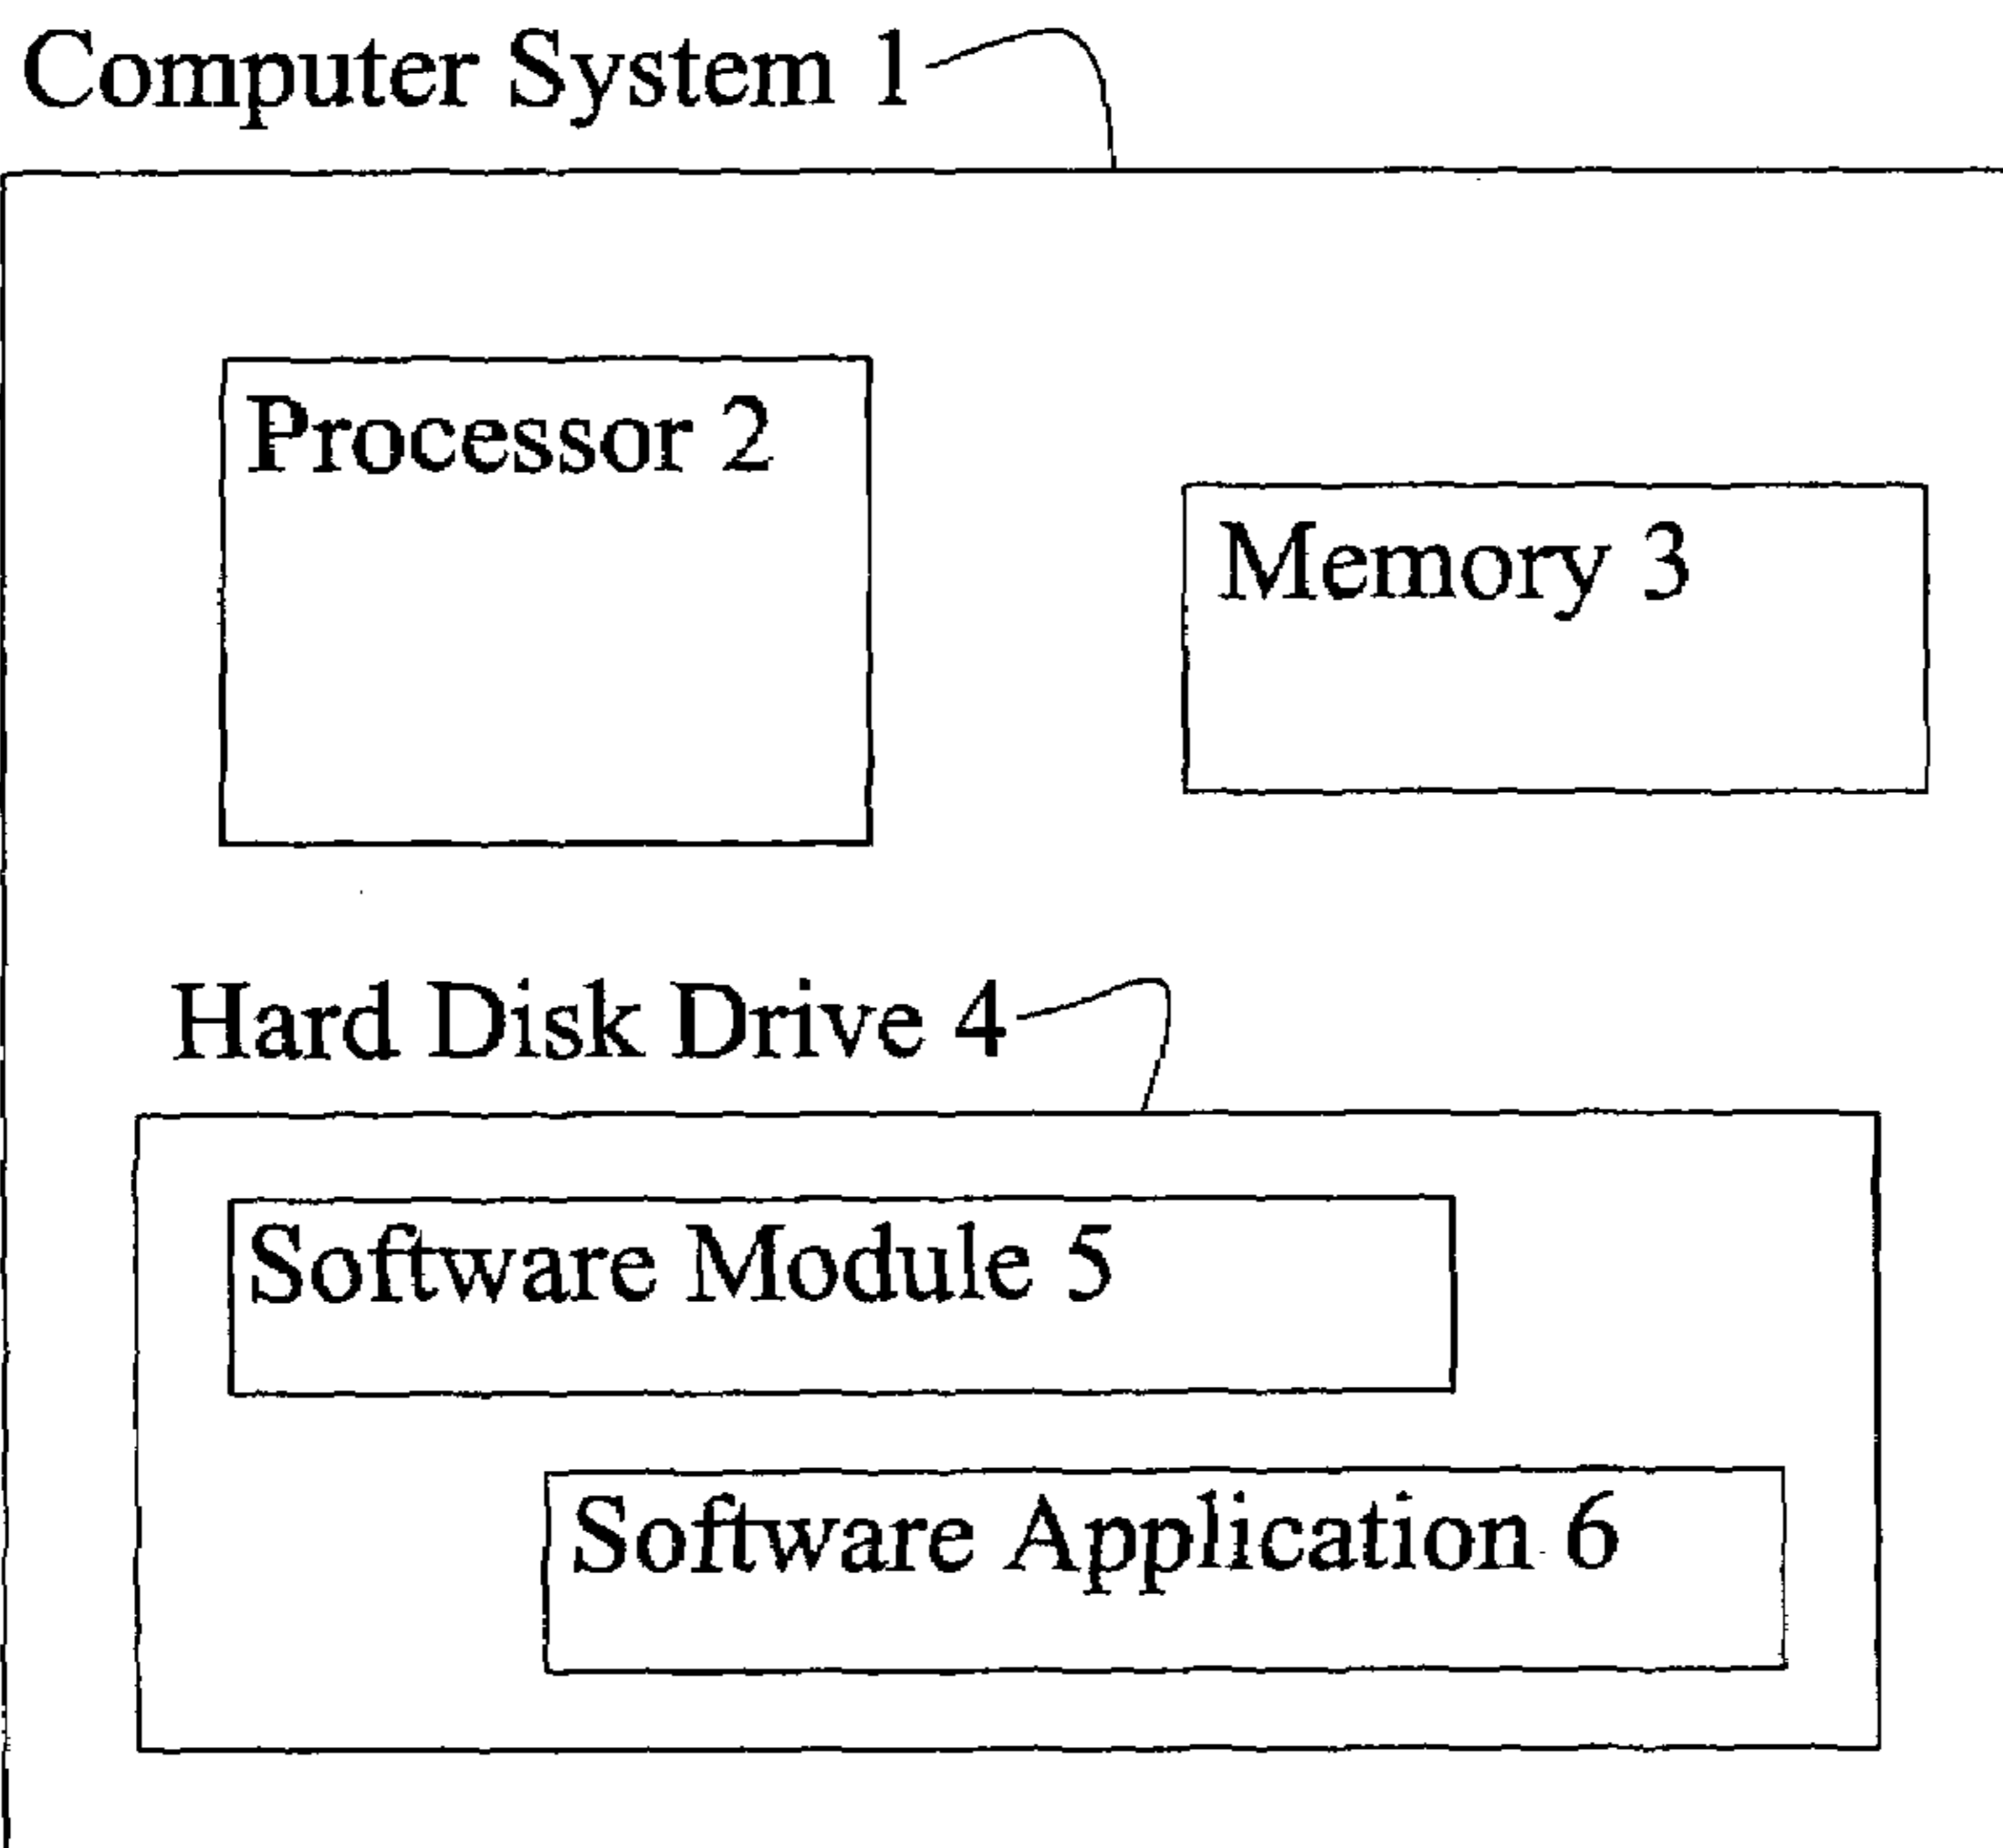 Computer System 1
Processor 2
Memory 3
Hard Disk Drive 4
Software Module 5
Software Application 6